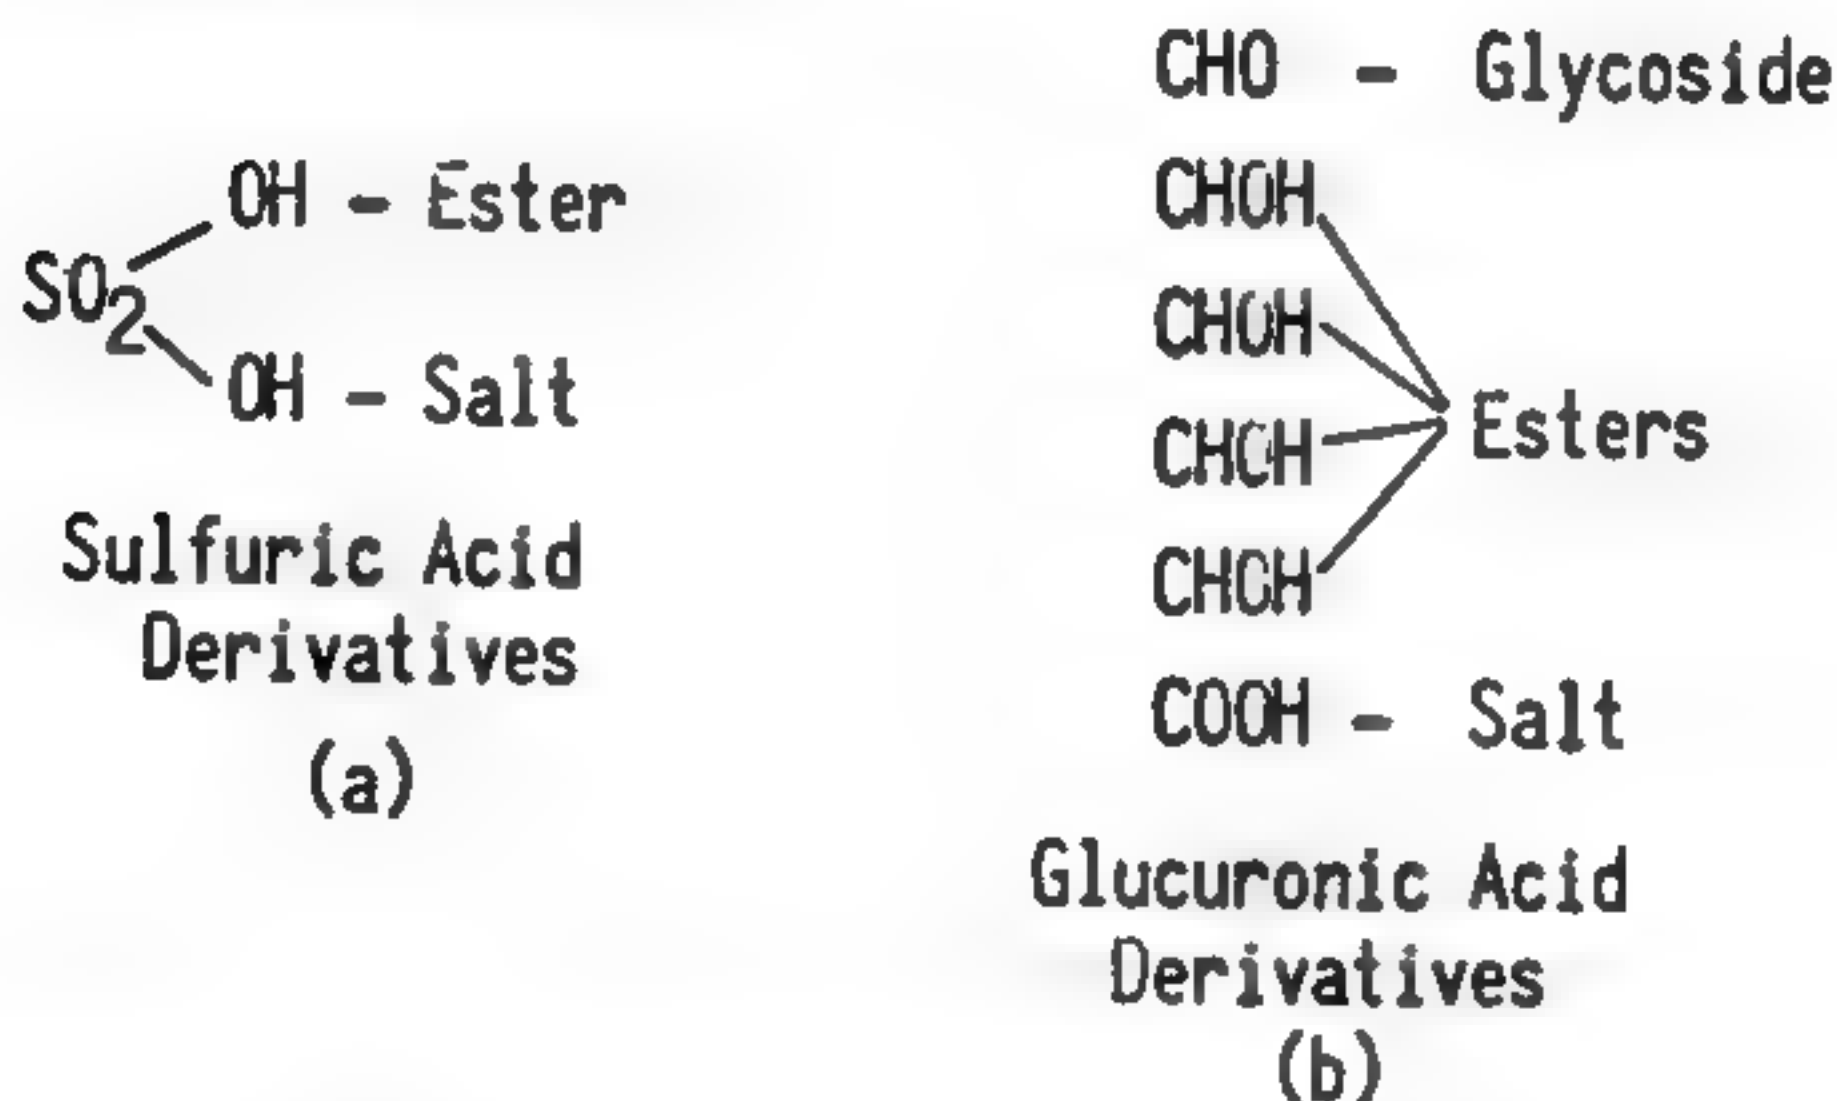 OH - Ester
SO2
OH - Salt
Sulfuric Acid
Derivatives
(a)
CHO - Glycoside
CHOH
CHOH
CHOH
CHOH
Esters
COOH - Salt
Glucuronic Acid
Derivatives
(b)